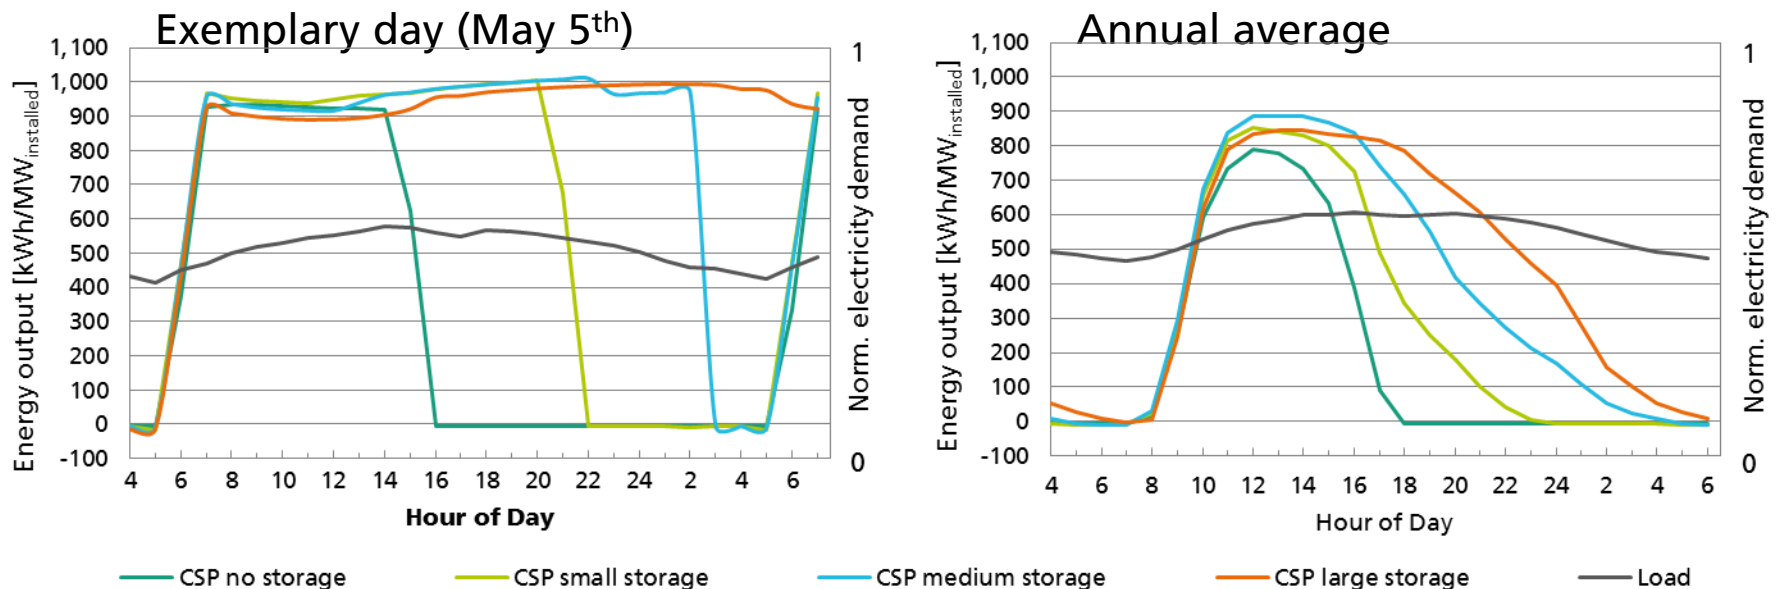 Exemplary day (May 5th)
1,100
1,000
900
800
700
600
500
400
300
200
100
0
-100
Energy output [kWh/MWinstalled]
4 6 8 10 12 14 16 18 20 22 24 2 4 6
Hour of Day
1
0
Norm. electricity demand
Annual average
1,100
1,000
900
800
700
600
500
400
300
200
100
0
-100
Energy output [kWh/MWinstalled]
4 6 8 10 12 14 16 18 20 22 24 2 4 6
Hour of Day
1
0
Norm. electricity demand
CSP no storage CSP small storage CSP medium storage CSP large storage Load